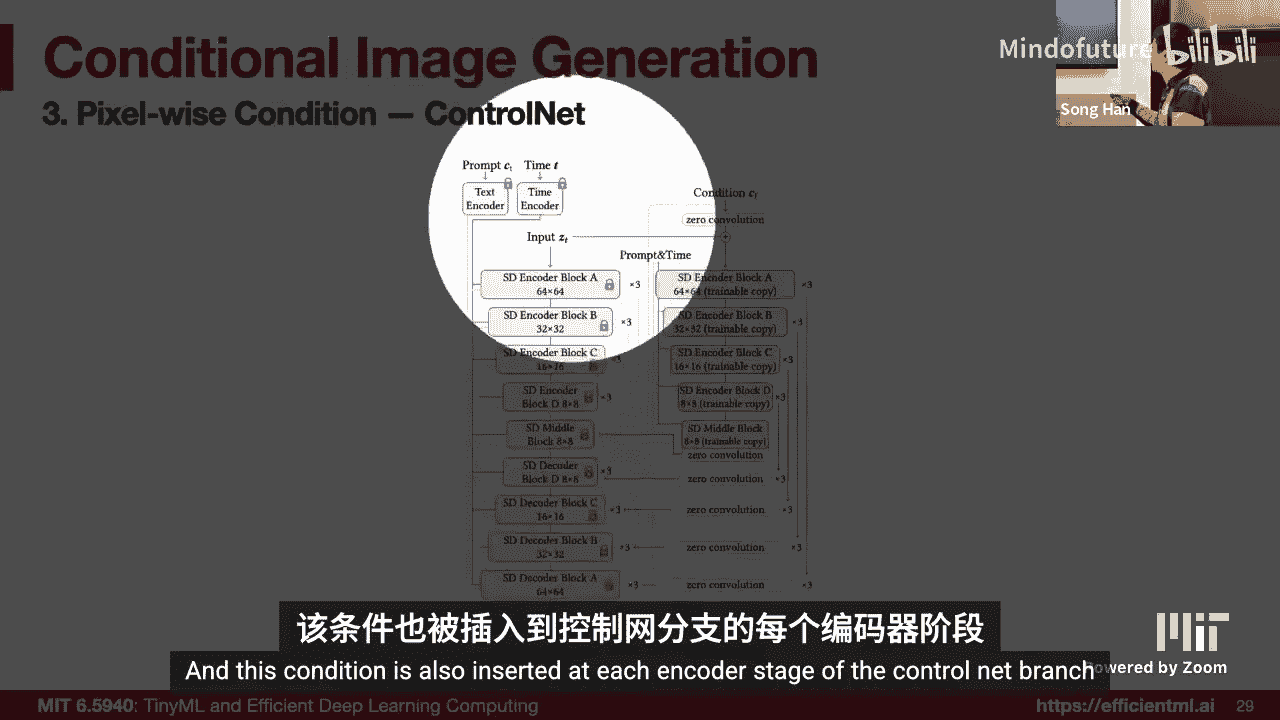 Conditional Image Generation
3. Pixel-wise Condition — ControlNet
Mindofuture bilibili
Song Han
Prompt cₜ Time t
Text Encoder
Time Encoder
Input zₜ
Condition c_f
zero convolution
+
Prompt&Time
SD Encoder Block A
64×64
×3
SD Encoder Block A
64×64 (trainable copy)
×3
SD Encoder Block B
32×32
×3
SD Encoder Block B
32×32 (trainable copy)
×3
SD Encoder Block C
16×16
×3
SD Encoder Block C
16×16 (trainable copy)
×3
SD Encoder
Block D 8×8
×3
SD Encoder Block D
8×8 (trainable copy)
×3
SD Middle
Block 8×8
SD Middle Block
8×8 (trainable copy)
zero convolution
SD Decoder
Block D 8×8
×3
zero convolution
×3
SD Decoder Block C
16×16
×3
zero convolution
×3
SD Decoder Block B
32×32
×3
zero convolution
×3
SD Decoder Block A
64×64
×3
zero convolution
×3
该条件也被插入到控制网分支的每个编码器阶段
And this condition is also inserted at each encoder stage of the control net branch
MIT
Powered by Zoom
MIT 6.5940: TinyML and Efficient Deep Learning Computing
https://efficientml.ai
29